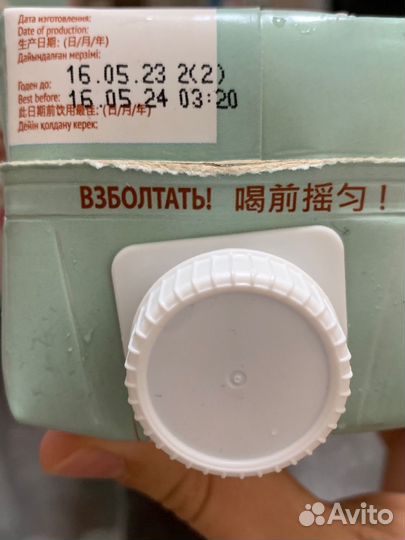 Дата изготовления:
Date of production:
生产日期: (日/月/年)
Дайындалған мерзімі:
16.05.23 2(2)
Годен до:
Best before:
16.05.24 03:20
此日期前饮用最佳: (日/月/年)
Дейін қолдану керек:
ВЗБОЛТАТЬ! 喝前摇匀!
Avito